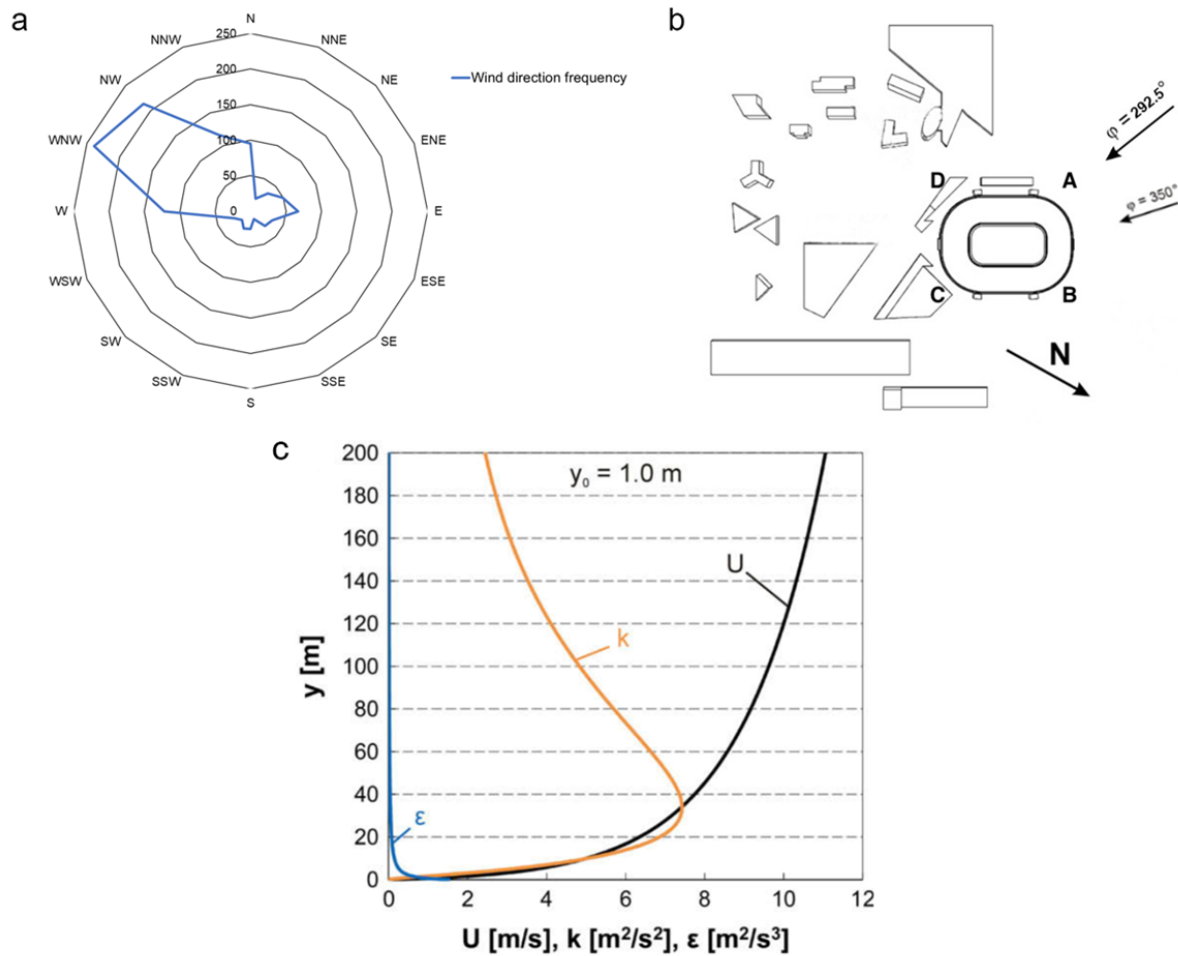 a
N
NNW
NNE
NW
NE
WNW
ENE
W
E
WSW
ESE
SW
SE
SSW
SSE
S
250
200
150
100
50
0
Wind direction frequency
b
φ = 292.5°
φ = 350°
D
A
C
B
N
c
y₀ = 1.0 m
U
k
ε
200
180
160
140
120
100
80
60
40
20
0
y [m]
0 2 4 6 8 10 12
U [m/s], k [m²/s²], ε [m²/s³]